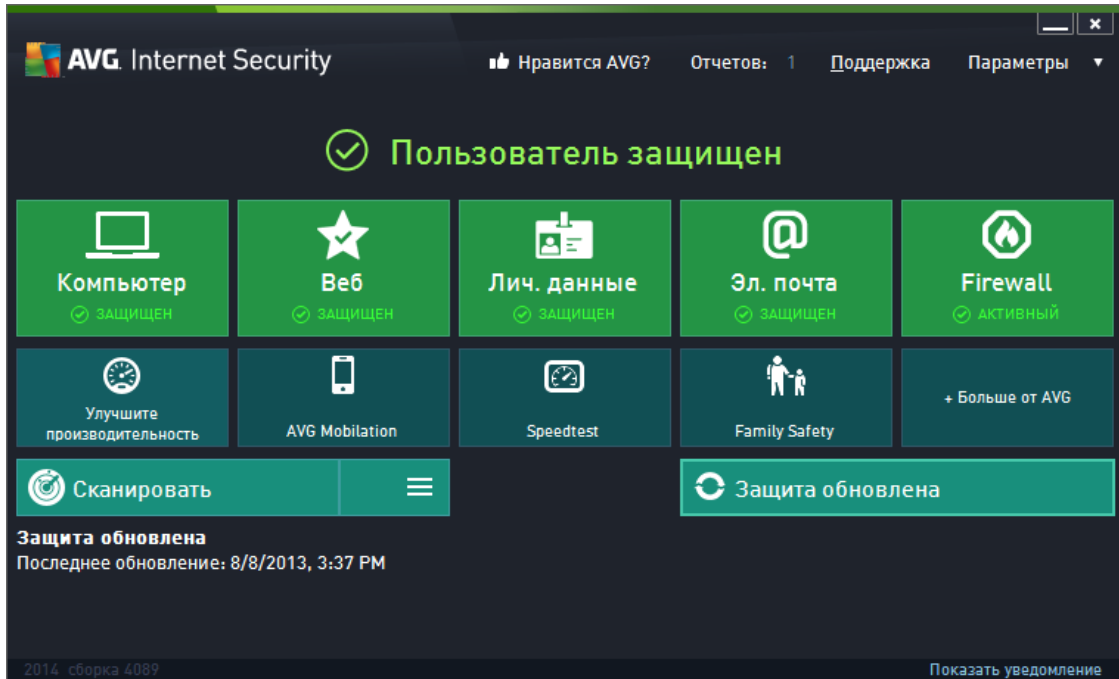 AVG. Internet Security
Нравится AVG?
Отчетов: 1
Поддержка
Параметры
Пользователь защищен
Компьютер
ЗАЩИЩЕН
Веб
ЗАЩИЩЕН
Лич. данные
ЗАЩИЩЕН
Эл. почта
ЗАЩИЩЕН
Firewall
АКТИВНЫЙ
Улучшите
производительность
AVG Mobilation
Speedtest
Family Safety
+ Больше от AVG
Сканировать
Защита обновлена
Защита обновлена
Последнее обновление: 8/8/2013, 3:37 PM
2014 сборка 4089
Показать уведомление